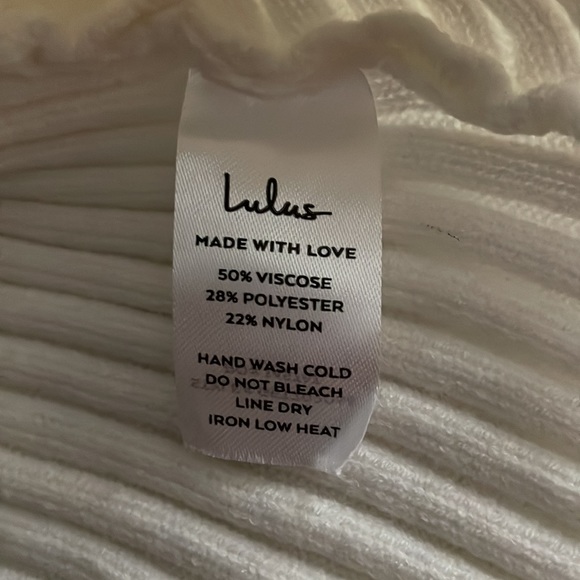 Lulus
MADE WITH LOVE
50% VISCOSE
28% POLYESTER
22% NYLON
HAND WASH COLD
DO NOT BLEACH
LINE DRY
IRON LOW HEAT